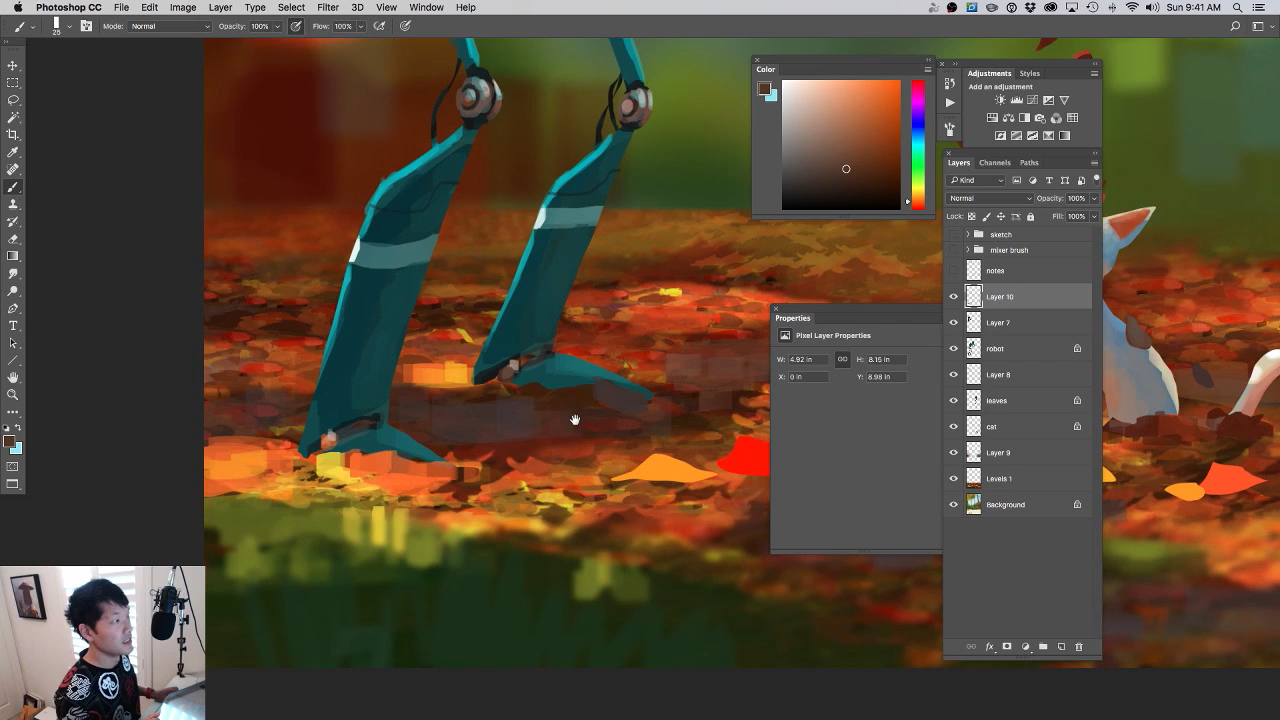 Photoshop CC File Edit Image Layer Type Select Filter 3D View Window Help
Sun 9:41 AM
25 Mode: Normal Opacity: 100% Flow: 100%
Color
Adjustments Styles
Add an adjustment
Layers Channels Paths
Kind
Normal Opacity: 100%
Lock: Fill: 100%
sketch
mixer brush
notes
Layer 10
Layer 7
robot
Layer 8
leaves
cat
Layer 9
Levels 1
Background
Properties
Pixel Layer Properties
W: 4.92 in H: 8.15 in
X: 0 in Y: 8.98 in